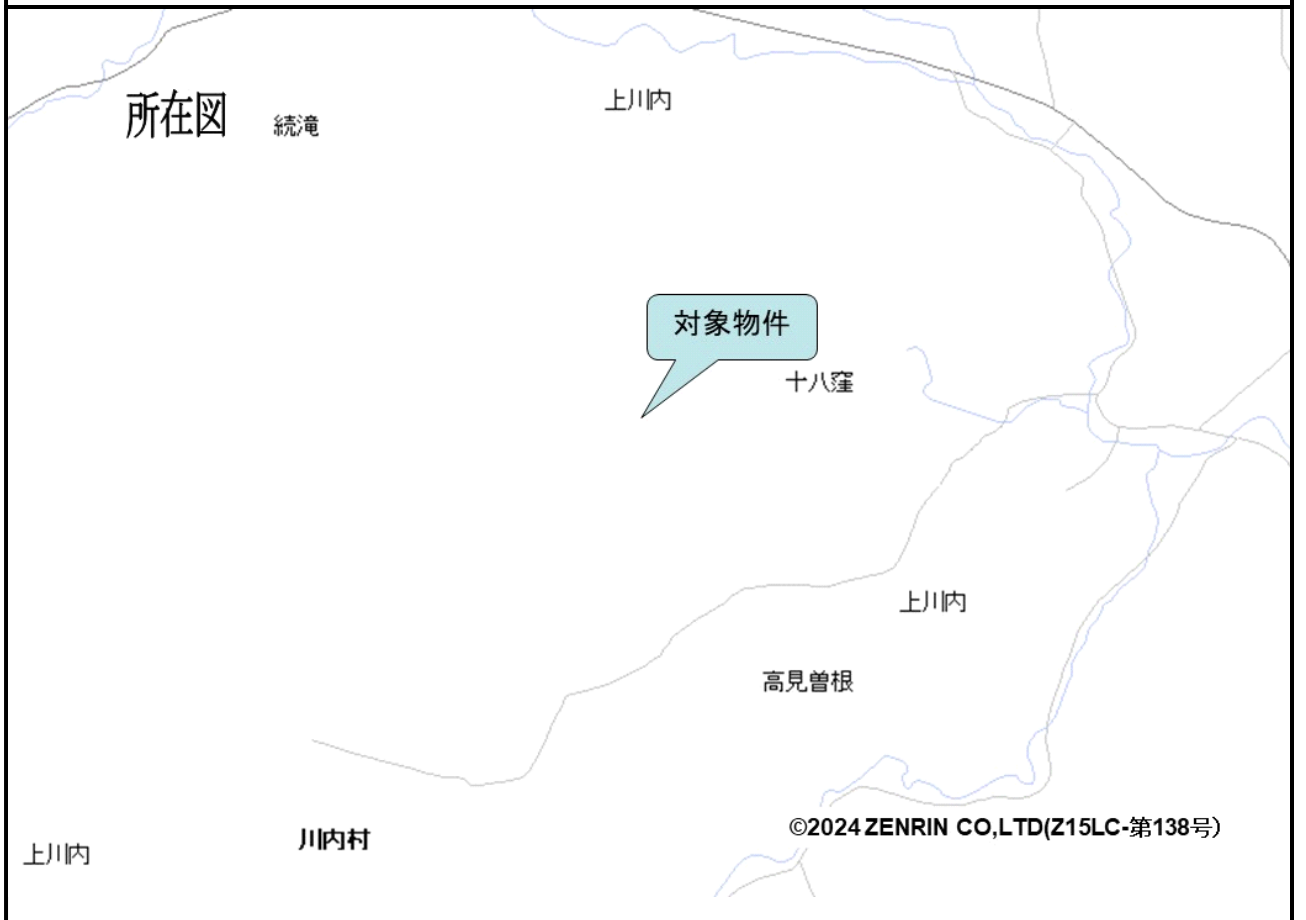 上川内
所在図
続滝
対象物件
十八窪
上川内
高見曽根
©2024 ZENRIN CO,LTD(Z15LC-第138号)
川内村
上川内